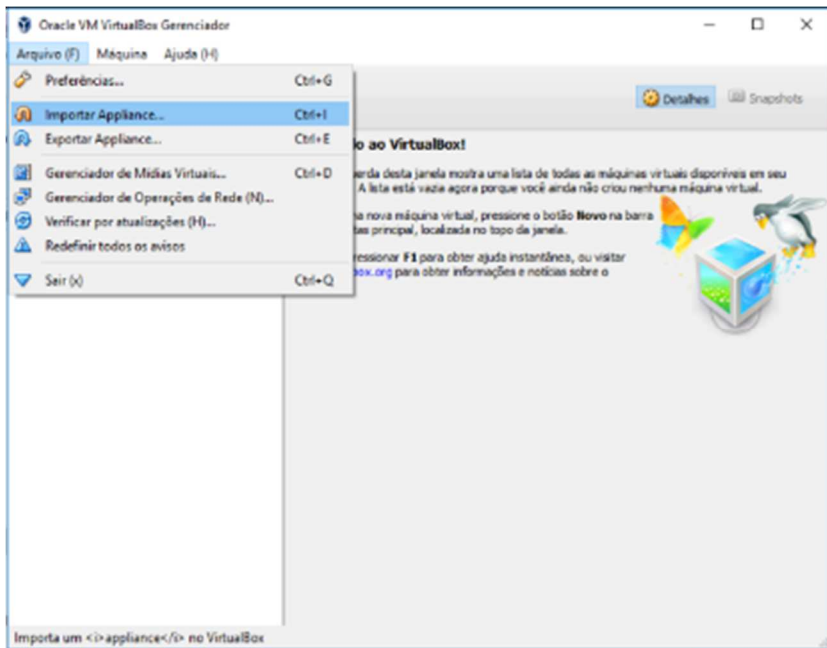 Oracle VM VirtualBox Gerenciador
Arquivo (F) Máquina Ajuda (H)
Preferências... Ctrl+G
Importar Appliance... Ctrl+I
Exportar Appliance... Ctrl+E
Gerenciador de Mídias Virtuais... Ctrl+D
Gerenciador de Operações de Rede (N)...
Verificar por atualizações (H)...
Redefinir todos os avisos
Sair (x) Ctrl+Q
Detalhes Snapshots
o ao VirtualBox!
erda desta janela mostra uma lista de todas as máquinas virtuais disponíveis em seu
A lista está vazia agora porque você ainda não criou nenhuma máquina virtual.
na nova máquina virtual, pressione o botão Novo na barra
tas principal, localizada no topo da janela.
ressionar F1 para obter ajuda instantânea, ou visitar
ox.org para obter informações e notícias sobre o
Importa um <i>appliance</i> no VirtualBox